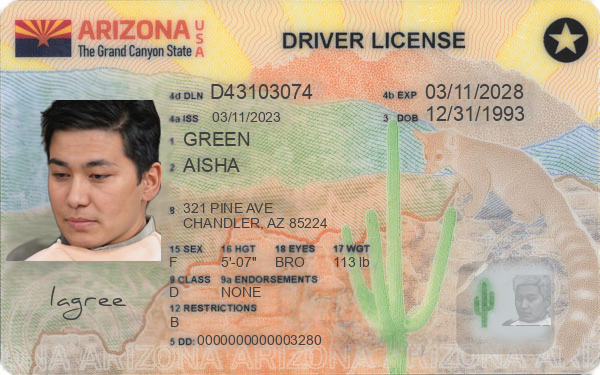 ARIZONA USA
The Grand Canyon State
DRIVER LICENSE
4d DLN D43103074
4b EXP 03/11/2028
4a ISS 03/11/2023
3 DOB 12/31/1993
1 GREEN
2 AISHA
8 321 PINE AVE
CHANDLER, AZ 85224
15 SEX 16 HGT 18 EYES 17 WGT
F 5'-07" BRO 113 lb
9 CLASS 9a ENDORSEMENTS
D NONE
12 RESTRICTIONS
B
Iagree
5 DD: 0000000000003280
ARIZONA ARIZONA ARIZONA ARIZONA